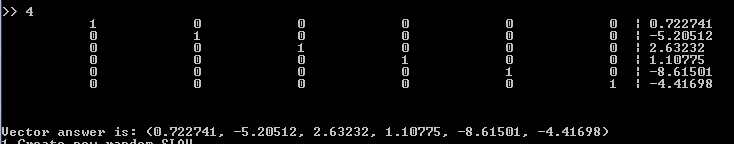 >> 4
1 0 0 0 0 0 ¦ 0.722741
0 1 0 0 0 0 ¦ -5.20512
0 0 1 0 0 0 ¦ 2.63232
0 0 0 1 0 0 ¦ 1.10775
0 0 0 0 1 0 ¦ -8.61501
0 0 0 0 0 1 ¦ -4.41698
Vector answer is: (0.722741, -5.20512, 2.63232, 1.10775, -8.61501, -4.41698)
1 Create new random SLAU